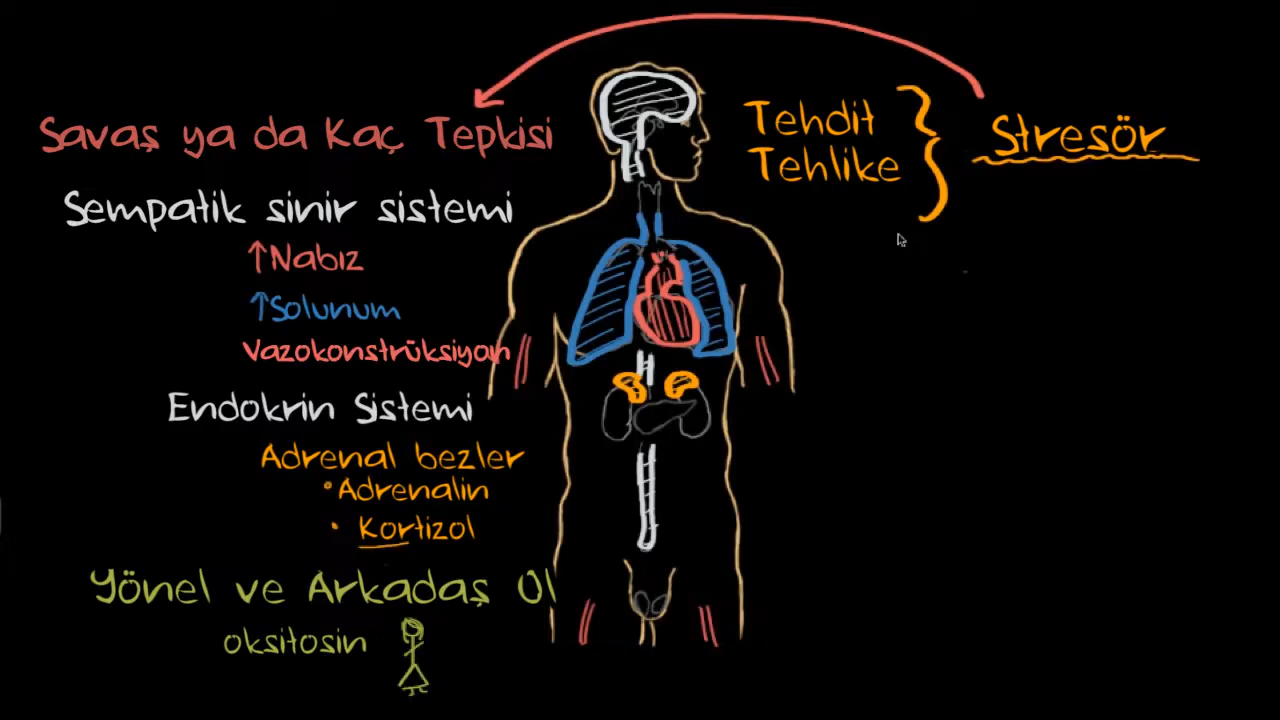 Savaş ya da Kaç Tepkisi
Sempatik sinir sistemi
↑Nabız
↑Solunum
Vazokonstrüksiyon
Endokrin Sistemi
Adrenal bezler
• Adrenalin
• Kortizol
Yönel ve Arkadaş Ol
oksitosin
Tehdit
Tehlike
Stresör